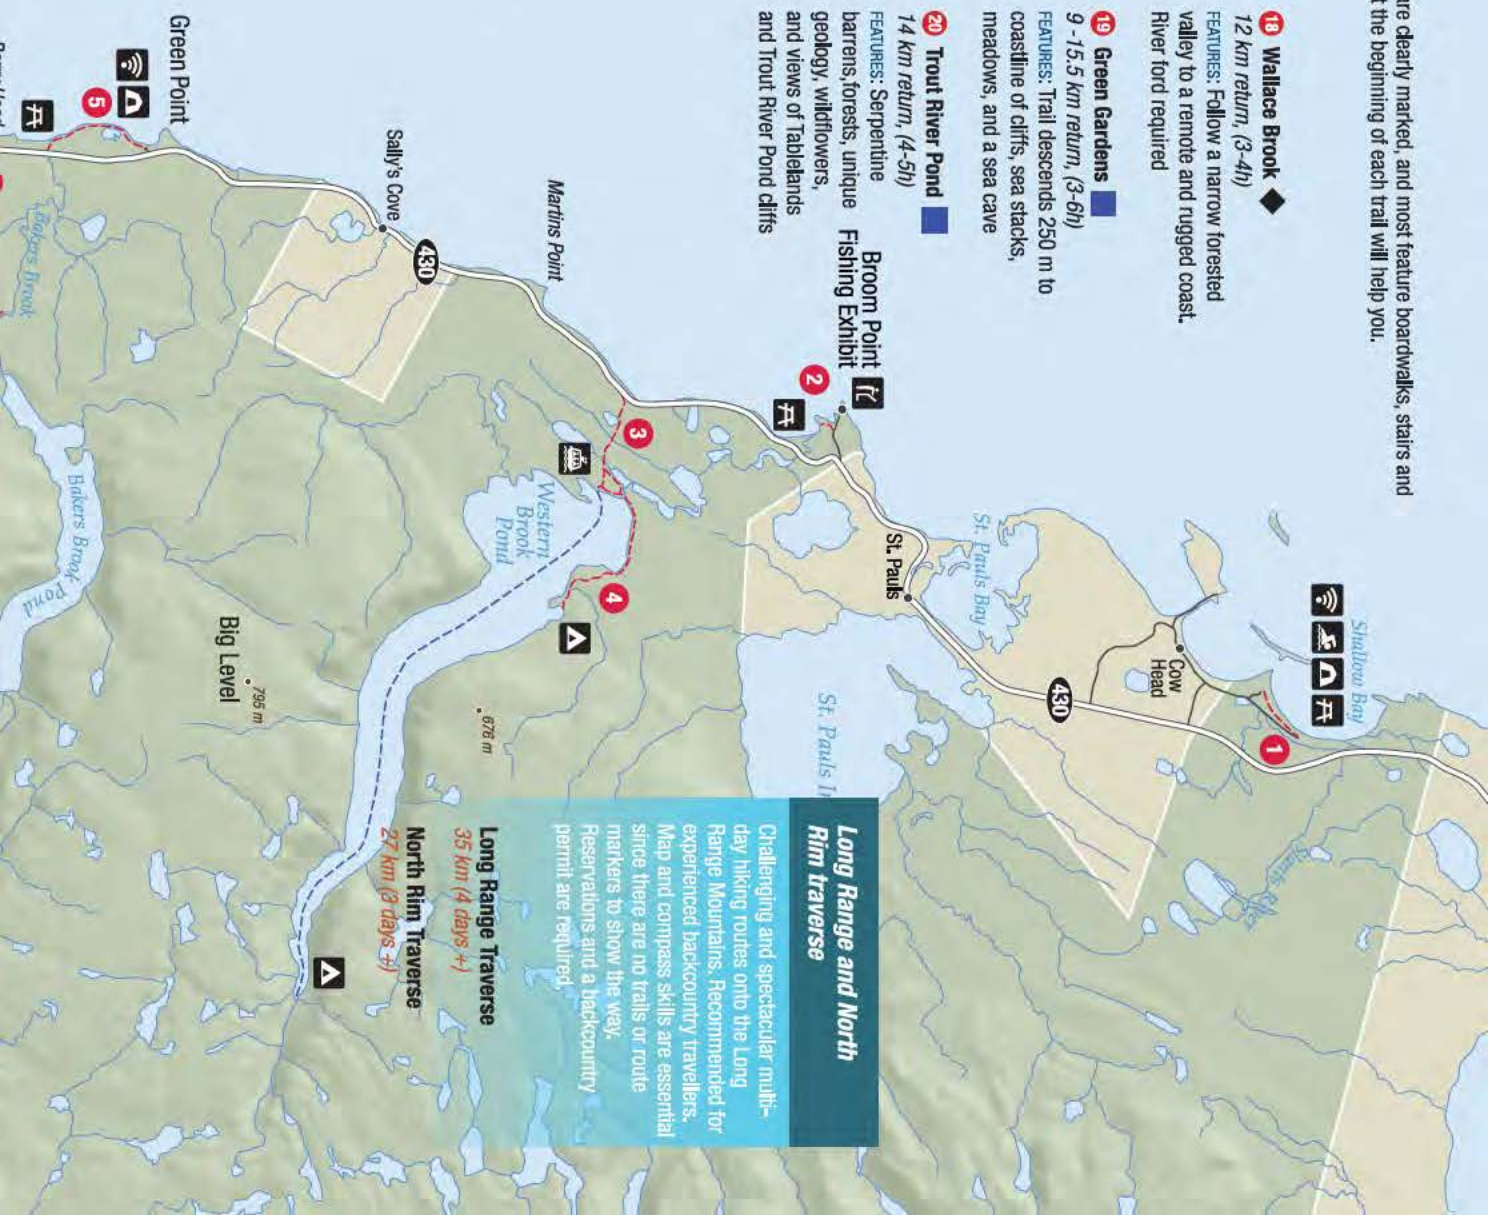 are clearly marked, and most feature boardwalks, stairs and
t the beginning of each trail will help you.
18 Wallace Brook
12 km return, (3-4h)
FEATURES: Follow a narrow forested
valley to a remote and rugged coast.
River ford required
19 Green Gardens
9 -15.5 km return, (3-6h)
FEATURES: Trail descends 250 m to
coastline of cliffs, sea stacks,
meadows, and a sea cave
20 Trout River Pond
14 km return, (4-5h)
FEATURES: Serpentine
barrens,forests, unique
geology, wildflowers,
and views of Tablelands
and Trout River Pond cliffs
Shallow Bay
1
Cow
Head
430
St. Pauls Bay
St. Pauls
St. Pauls In
Broom Point
Fishing Exhibit
2
3
Western
Brook
Pond
4
Martins Point
430
Sally's Cove
Green Point
5
Bakers Brook
Bakers Brook
Pond
676 m
795 m
Big Level
Long Range and North
Rim traverse
Challenging and spectacular multi-
day hiking routes onto the Long
Range Mountains. Recommended for
experienced backcountry travellers.
Map and compass skills are essential
since there are no trails or route
markers to show the way.
Reservations and a backcountry
permit are required.
Long Range Traverse
35 km (4 days +)
North Rim Traverse
27 km (3 days +)